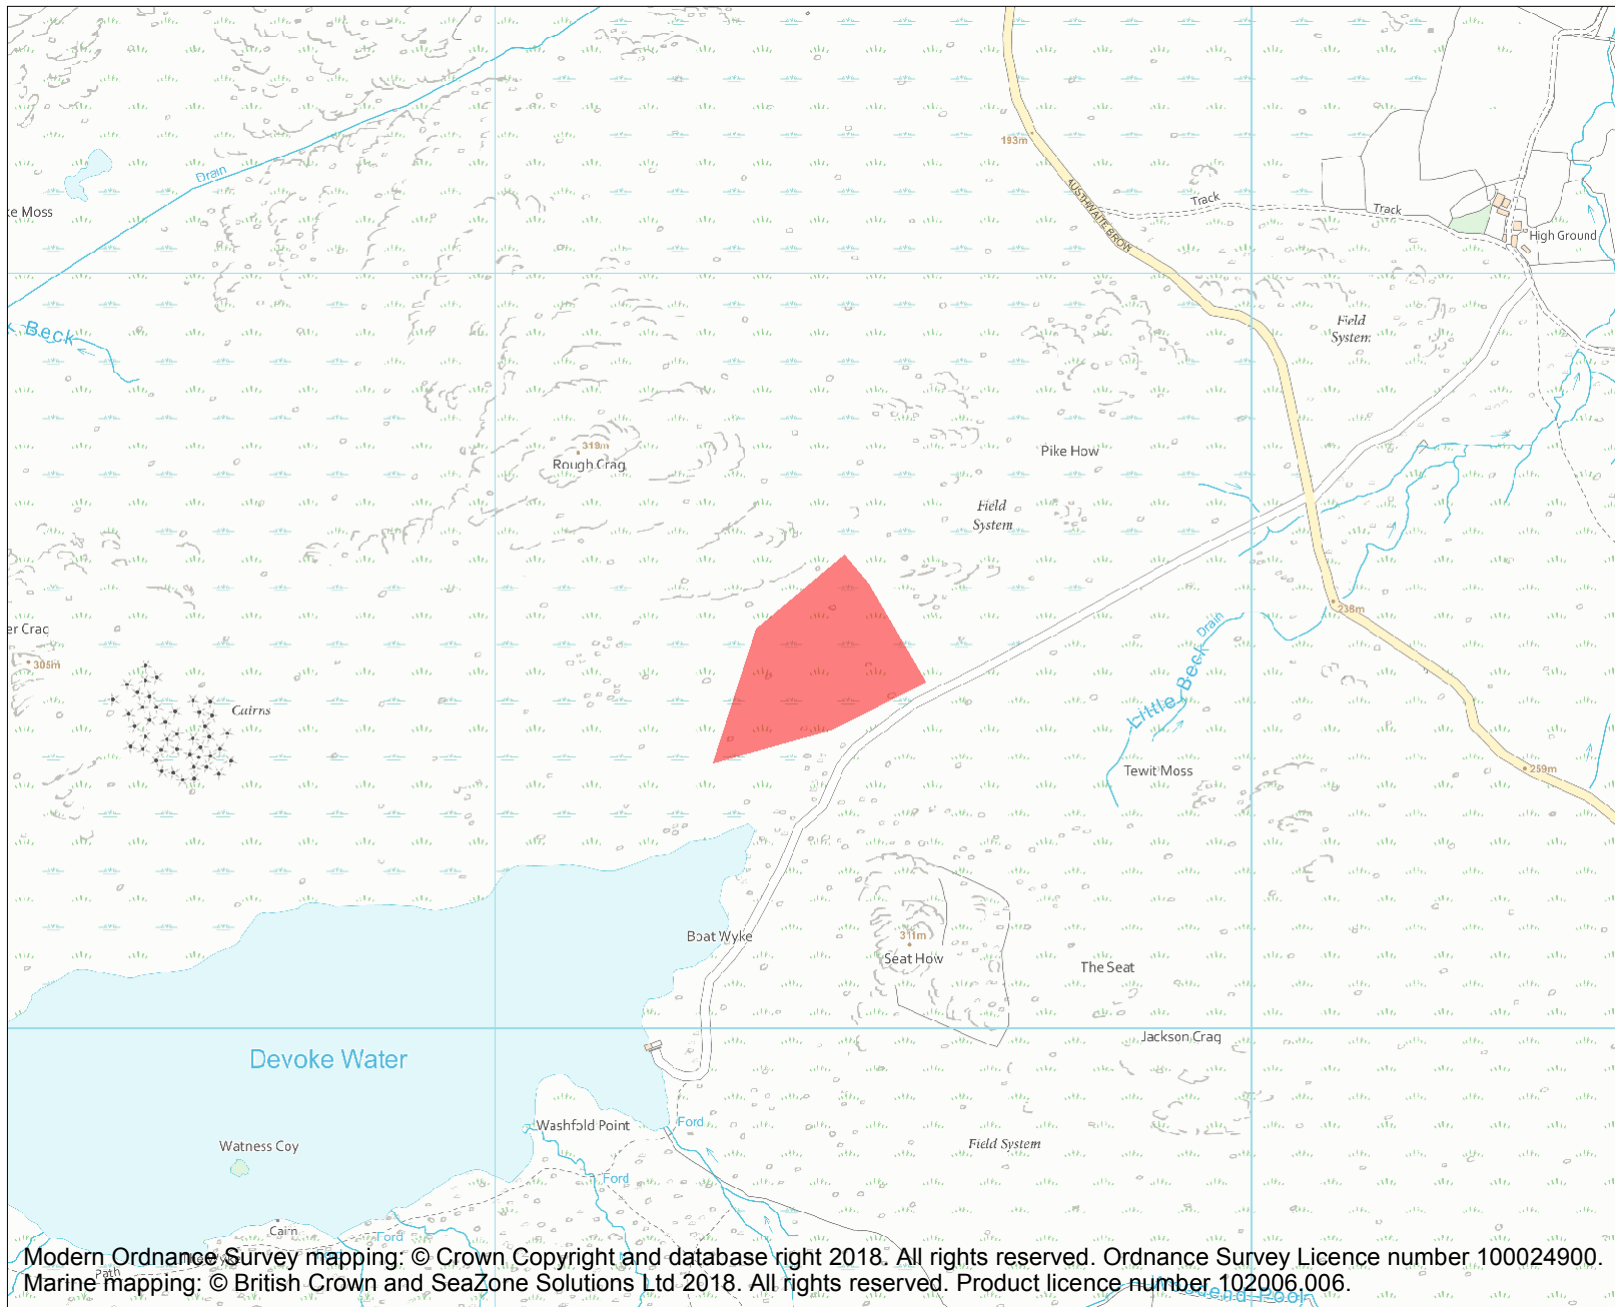 193m
AUSTHWAITE BROW
Drain
Track
Track
ke Moss
High Ground
Beck
Field
System
319m
Rough Crag
Pike How
Field
System
238m
Drain
er Crag
305m
Little Beck
Cairns
259m
Tewit Moss
Boat Wyke
311m
Seat How
The Seat
Jackson Crag
Devoke Water
Ford
Washfold Point
Field System
Watness Coy
Ford
Cairn
Ford
Modern Ordnance Survey mapping: © Crown Copyright and database right 2018. All rights reserved. Ordnance Survey Licence number 100024900.
Path
Marine mapping: © British Crown and SeaZone Solutions Ltd 2018. All rights reserved. Product licence number 102006.006.